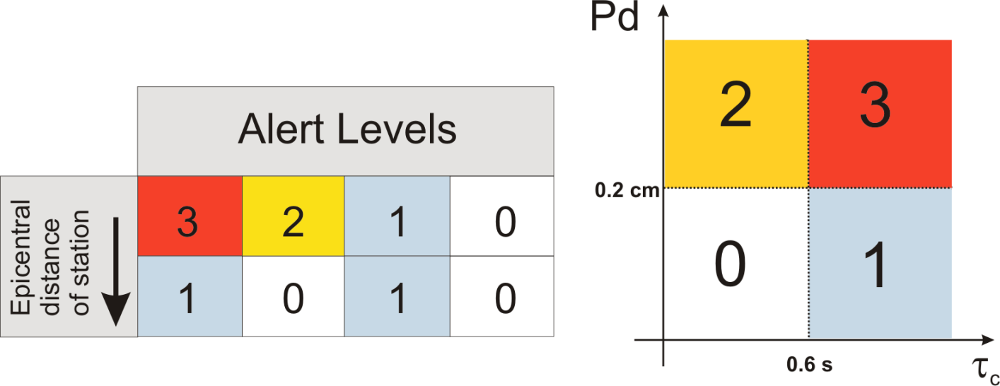 Alert Levels
Epicentral
distance
of station
3 2 1 0
1 0 1 0
Pd
2 3
0.2 cm
0 1
0.6 s
τc